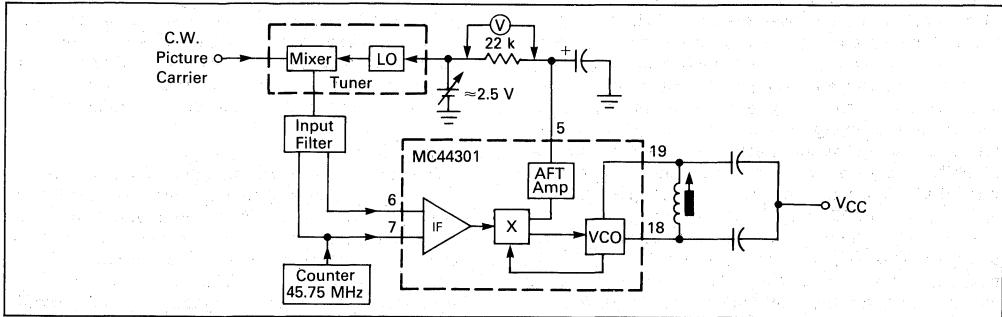 C.W.
Picture
Carrier
Mixer
LO
Tuner
V
22 k
+
≈2.5 V
Input
Filter
5
MC44301
AFT
Amp
6
7
IF
X
VCO
19
18
VCC
Counter
45.75 MHz